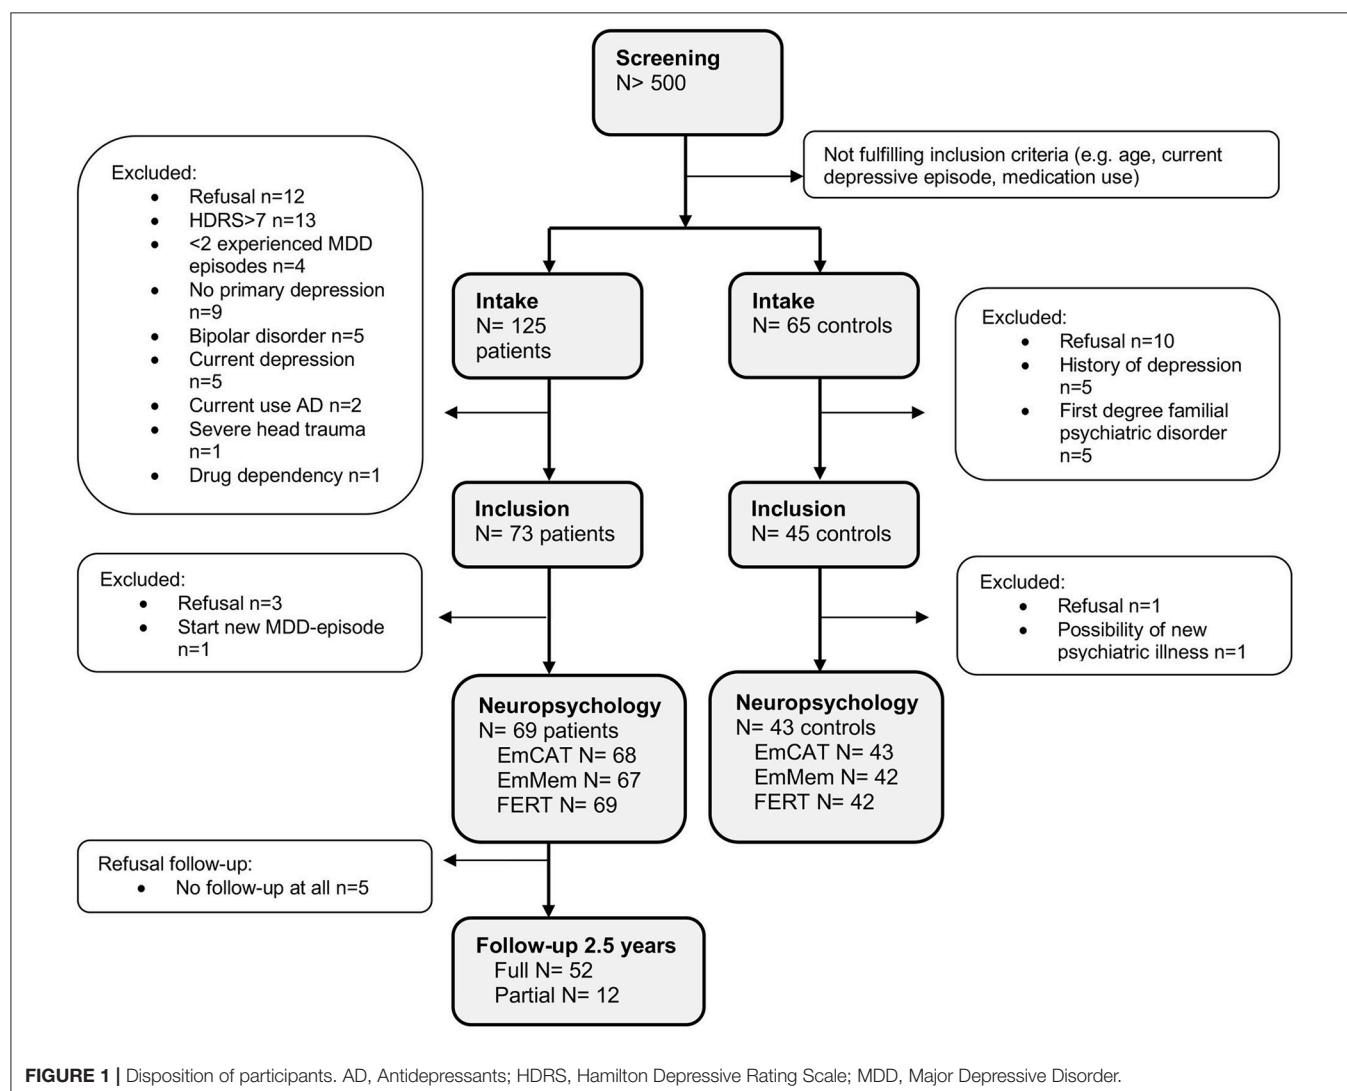 Screening
N> 500
Not fulfilling inclusion criteria (e.g. age, current
depressive episode, medication use)
Excluded:
• Refusal n=12
• HDRS>7 n=13
• <2 experienced MDD
episodes n=4
• No primary depression
n=9
• Bipolar disorder n=5
• Current depression
n=5
• Current use AD n=2
• Severe head trauma
n=1
• Drug dependency n=1
Intake
N= 125
patients
Intake
N= 65 controls
Excluded:
• Refusal n=10
• History of depression
n=5
• First degree familial
psychiatric disorder
n=5
Inclusion
N= 73 patients
Inclusion
N= 45 controls
Excluded:
• Refusal n=3
• Start new MDD-episode
n=1
Excluded:
• Refusal n=1
• Possibility of new
psychiatric illness n=1
Neuropsychology
N= 69 patients
EmCAT N= 68
EmMem N= 67
FERT N= 69
Neuropsychology
N= 43 controls
EmCAT N= 43
EmMem N= 42
FERT N= 42
Refusal follow-up:
• No follow-up at all n=5
Follow-up 2.5 years
Full N= 52
Partial N= 12
FIGURE 1 | Disposition of participants. AD, Antidepressants; HDRS, Hamilton Depressive Rating Scale; MDD, Major Depressive Disorder.